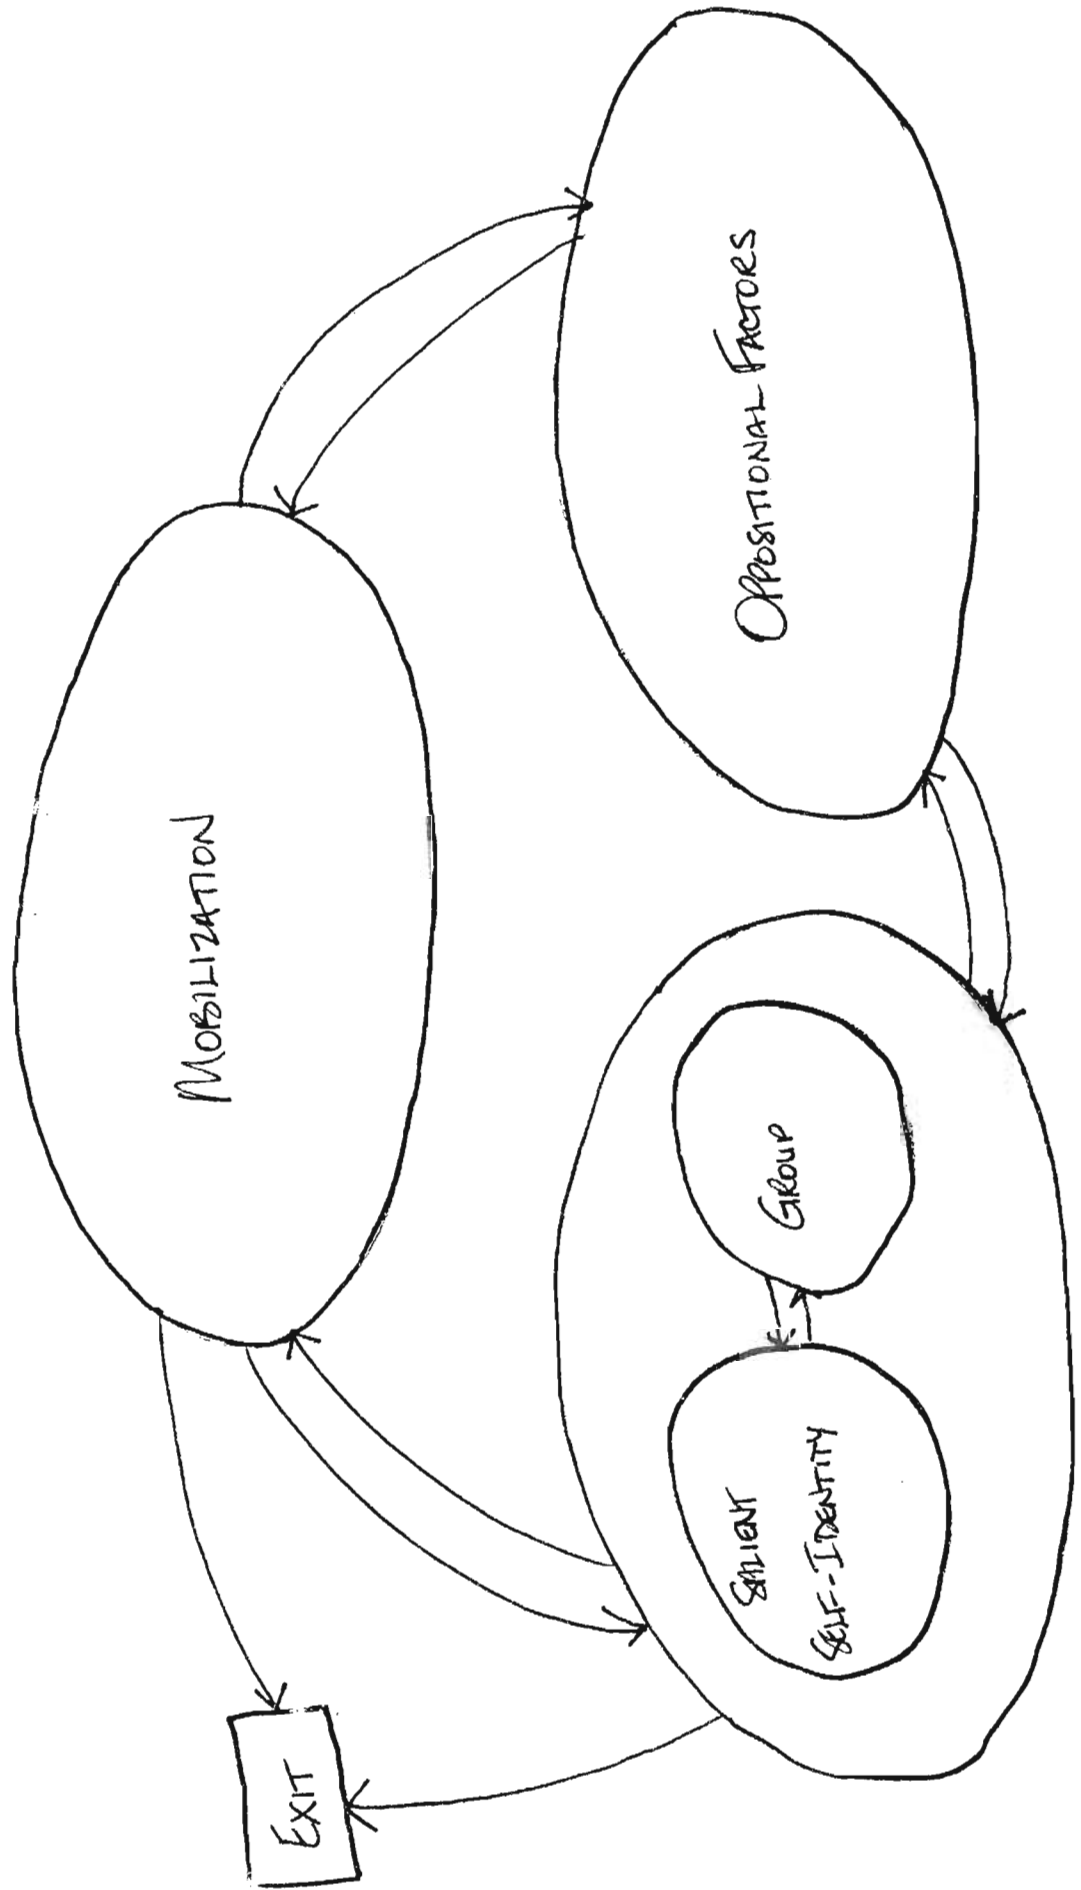 MOBILIZATION
EXIT
SALIENT
SELF-IDENTITY
GROUP
OPPOSITIONAL FACTORS